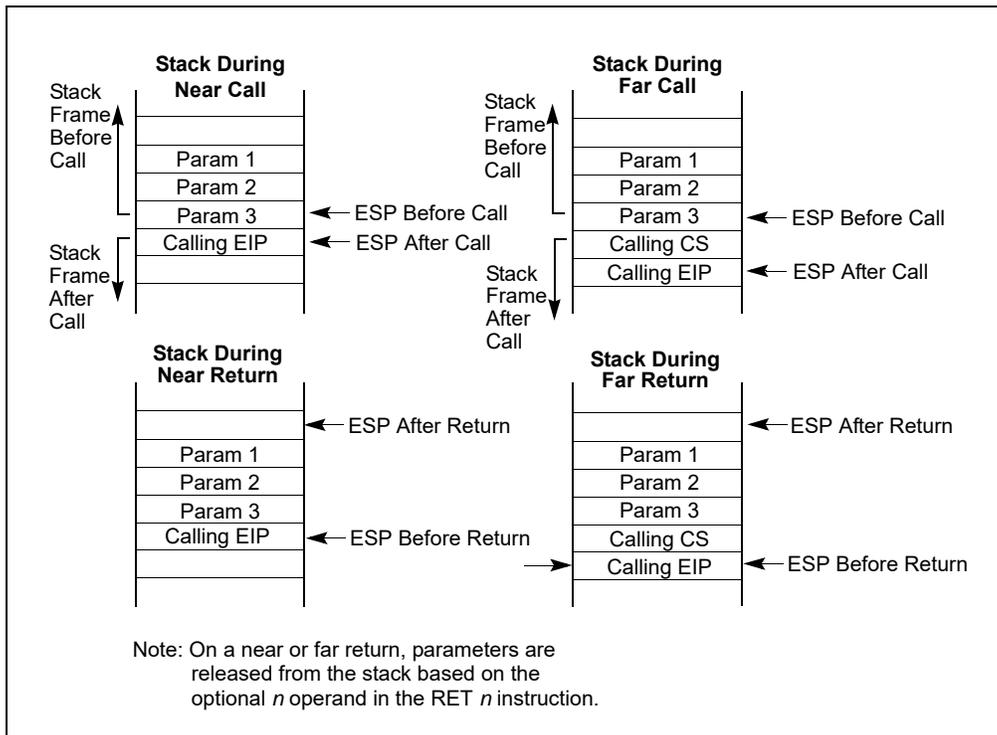 Stack During
Near Call
Stack
Frame
Before
Call
Param 1
Param 2
Param 3
ESP Before Call
Calling EIP
ESP After Call
Stack
Frame
After
Call
Stack During
Far Call
Stack
Frame
Before
Call
Param 1
Param 2
Param 3
ESP Before Call
Calling CS
Calling EIP
ESP After Call
Stack
Frame
After
Call
Stack During
Near Return
ESP After Return
Param 1
Param 2
Param 3
Calling EIP
ESP Before Return
Stack During
Far Return
ESP After Return
Param 1
Param 2
Param 3
Calling CS
Calling EIP
ESP Before Return
Note: On a near or far return, parameters are
released from the stack based on the
optional n operand in the RET n instruction.